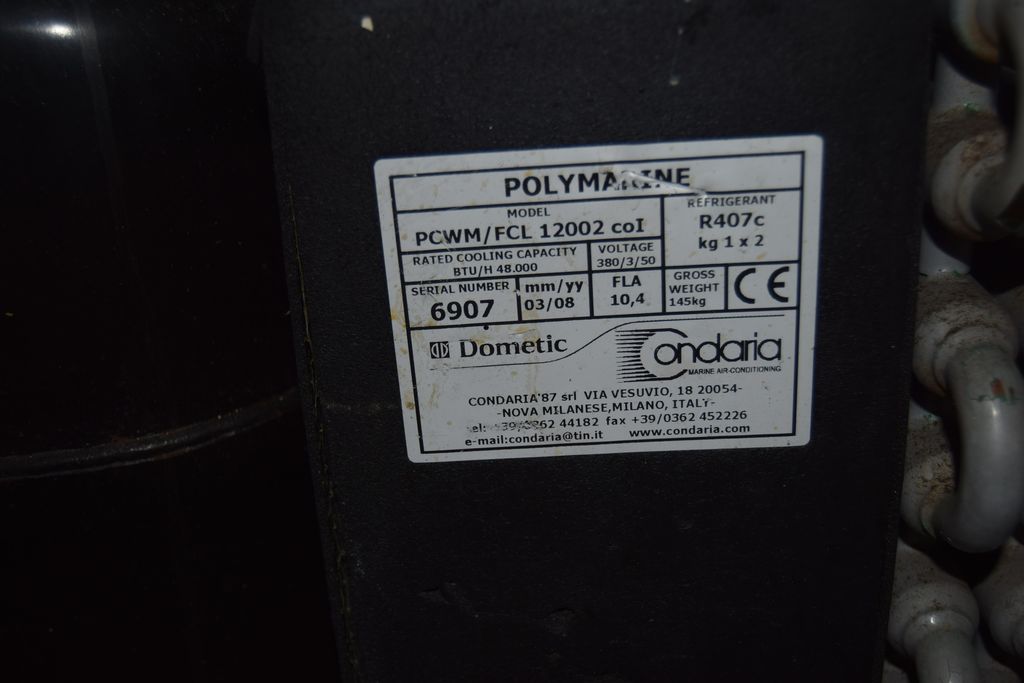 POLYMARINE
MODEL
PCWM/FCL 12002 coI
REFRIGERANT
R407c
kg 1 x 2
RATED COOLING CAPACITY
BTU/H 48.000
VOLTAGE
380/3/50
SERIAL NUMBER
6907
mm/yy
03/08
FLA
10,4
GROSS
WEIGHT
145kg
CE
Dometic
Condaria
MARINE AIR-CONDITIONING
CONDARIA'87 srl VIA VESUVIO, 18 20054-
-NOVA MILANESE,MILANO, ITALY-
44182 fax +39/0362 452226
e-mail:condaria@tin.it www.condaria.com